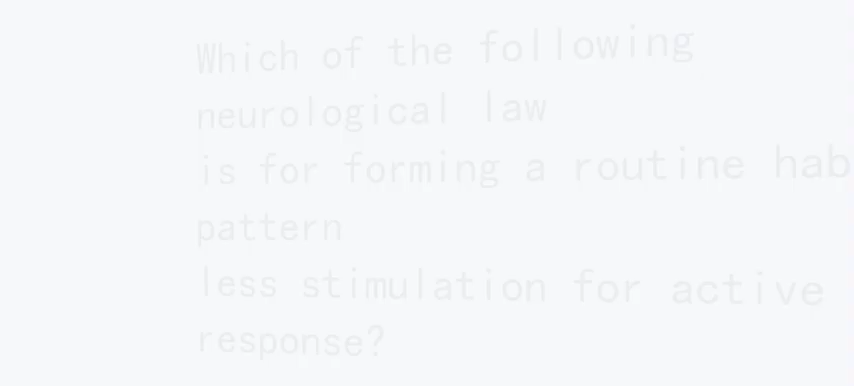 Which of the following
neurological law
is for forming a routine hab
pattern
less stimulation for active
response?